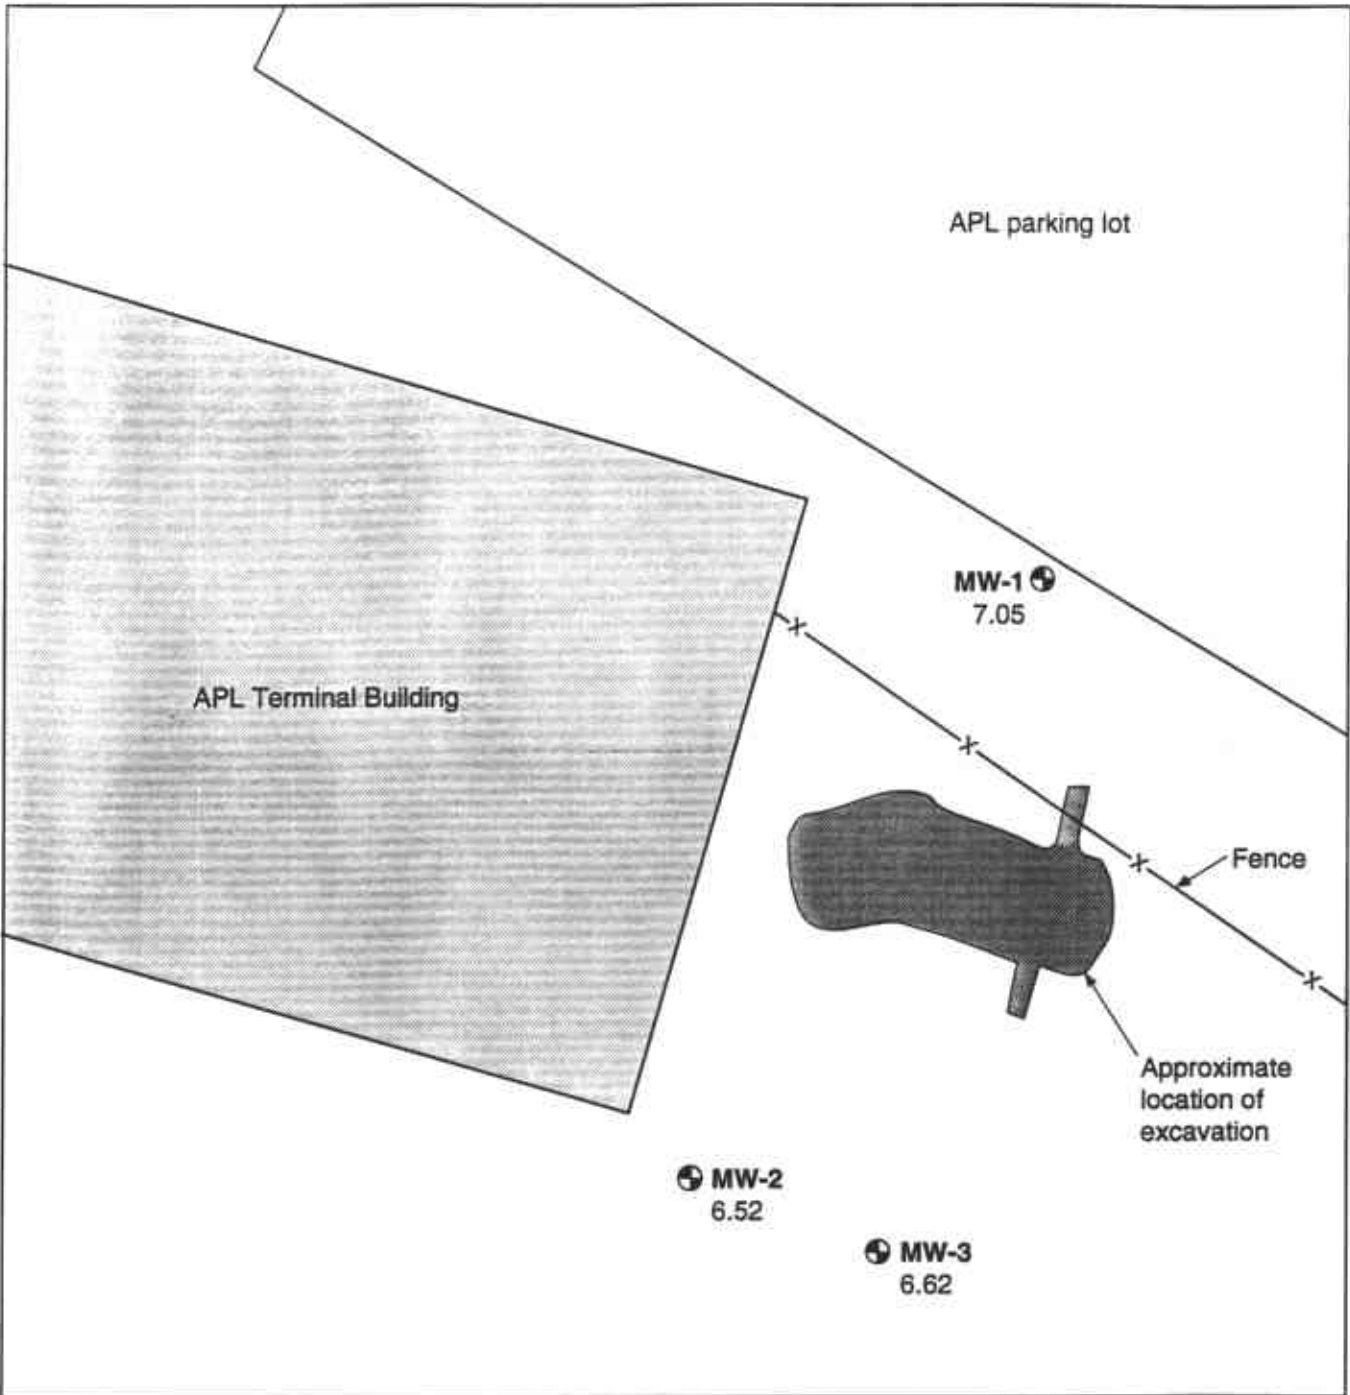 APL parking lot
MW-1
7.05
APL Terminal Building
Fence
Approximate
location of
excavation
MW-2
6.52
MW-3
6.62